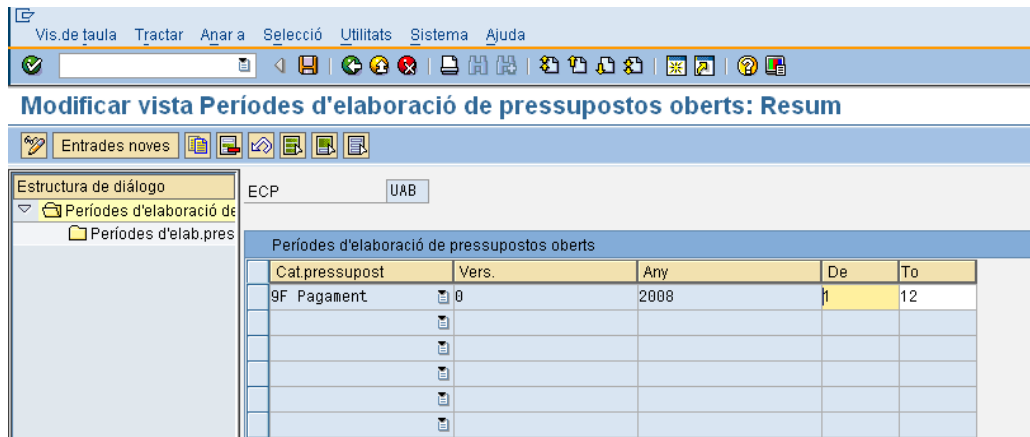 Vis.de taula Tractar Anar a Selecció Utilitats Sistema Ajuda
Modificar vista Períodes d'elaboració de pressupostos oberts: Resum
Entrades noves
Estructura de diálogo
Períodes d'elaboració de
Períodes d'elab.pres
ECP UAB
Períodes d'elaboració de pressupostos oberts
Cat.pressupost Vers. Any De To
9F Pagament 0 2008 1 12